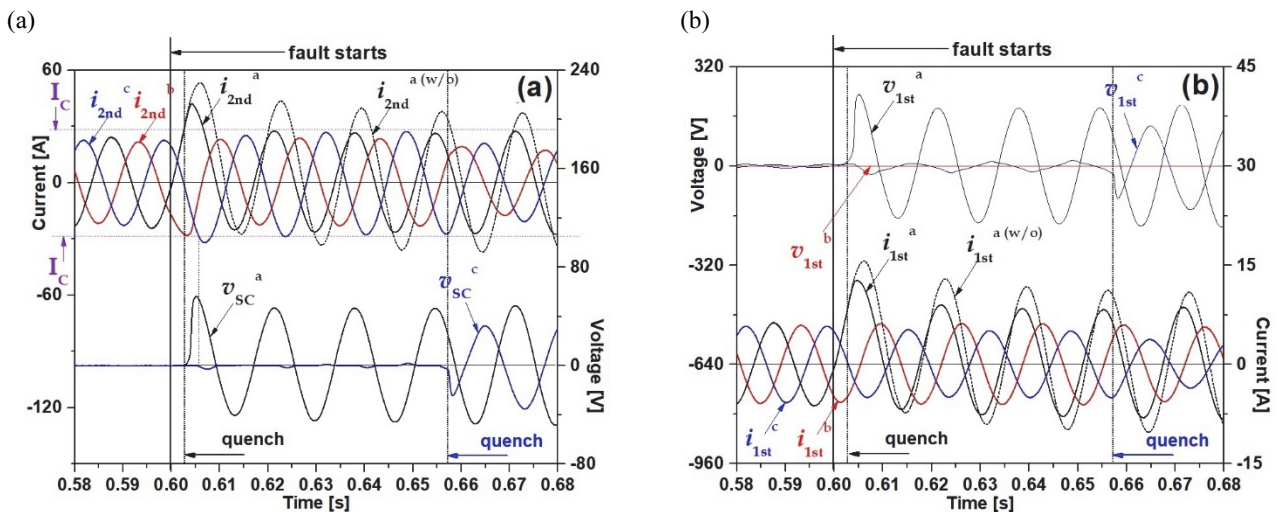 (a)
fault starts
60
240
(a)
I_C
i_2nd^c i_2nd^b
i_2nd^a
i_2nd^a (w/o)
30
160
Current [A]
0
I_C
80
-60
v_SC^a
v_SC^c
Voltage [V]
0
-120
quench
quench
-80
0.58 0.59 0.60 0.61 0.62 0.63 0.64 0.65 0.66 0.67 0.68
Time [s]
(b)
fault starts
320
45
(b)
v_1st^a
v_1st^c
Voltage [V]
0
30
v_1st^b
-320
15
i_1st^a
i_1st^a (w/o)
-640
0
Current [A]
i_1st^c
i_1st^b
quench
quench
-960
-15
0.58 0.59 0.60 0.61 0.62 0.63 0.64 0.65 0.66 0.67 0.68
Time [s]